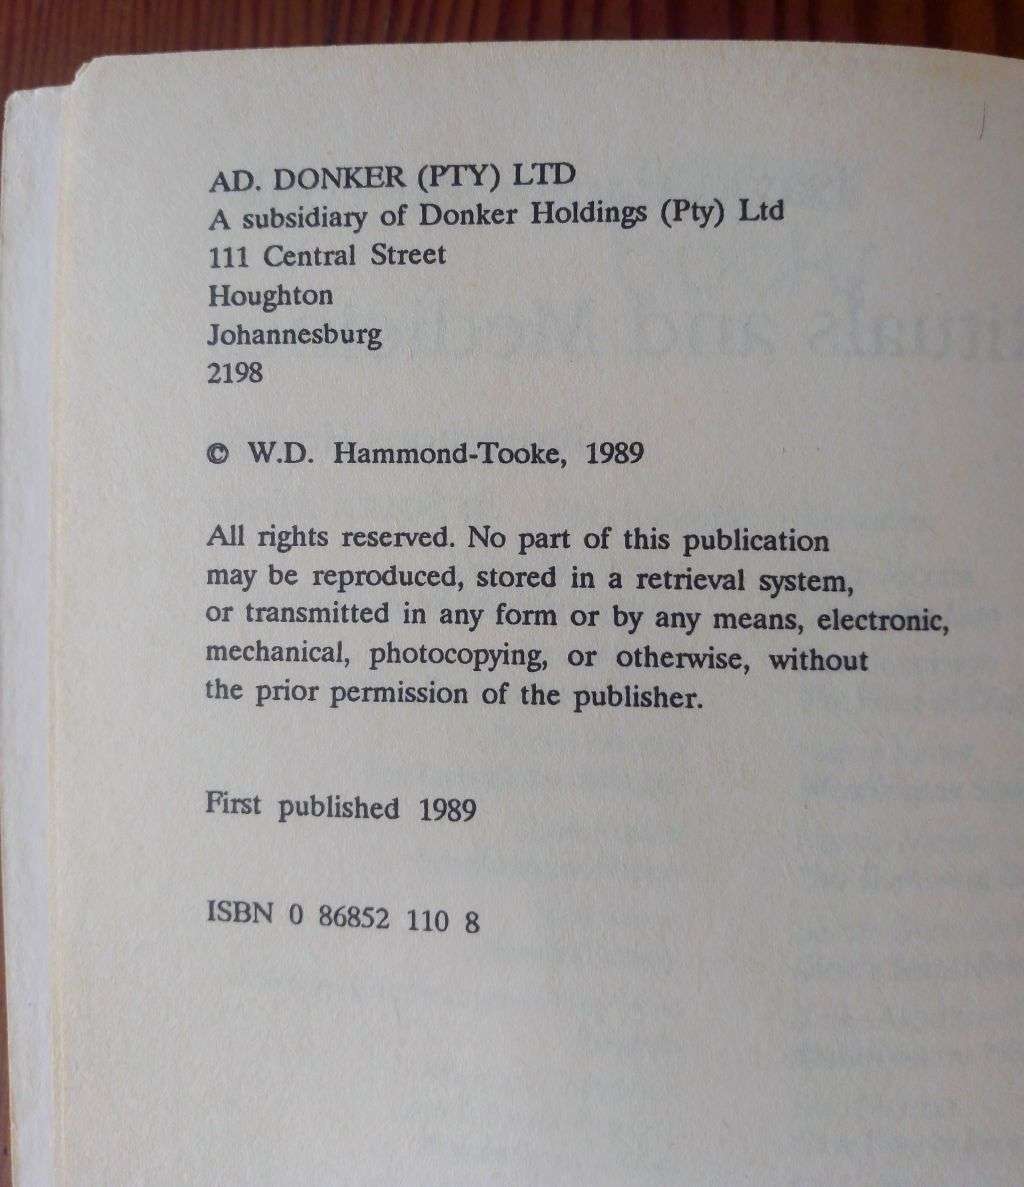 AD. DONKER (PTY) LTD
A subsidiary of Donker Holdings (Pty) Ltd
111 Central Street
Houghton
Johannesburg
2198
© W.D. Hammond-Tooke, 1989
All rights reserved. No part of this publication
may be reproduced, stored in a retrieval system,
or transmitted in any form or by any means, electronic,
mechanical, photocopying, or otherwise, without
the prior permission of the publisher.
First published 1989
ISBN 0 86852 110 8